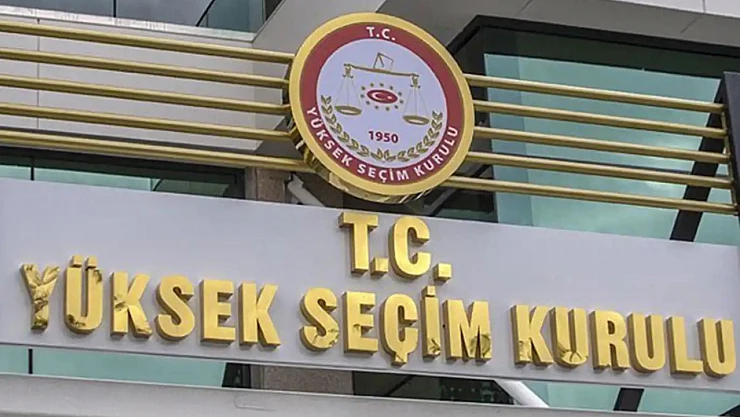 T.C.
1950
YÜKSEK SEÇİM KURULU
T.C.
YÜKSEK SEÇİM KURULU